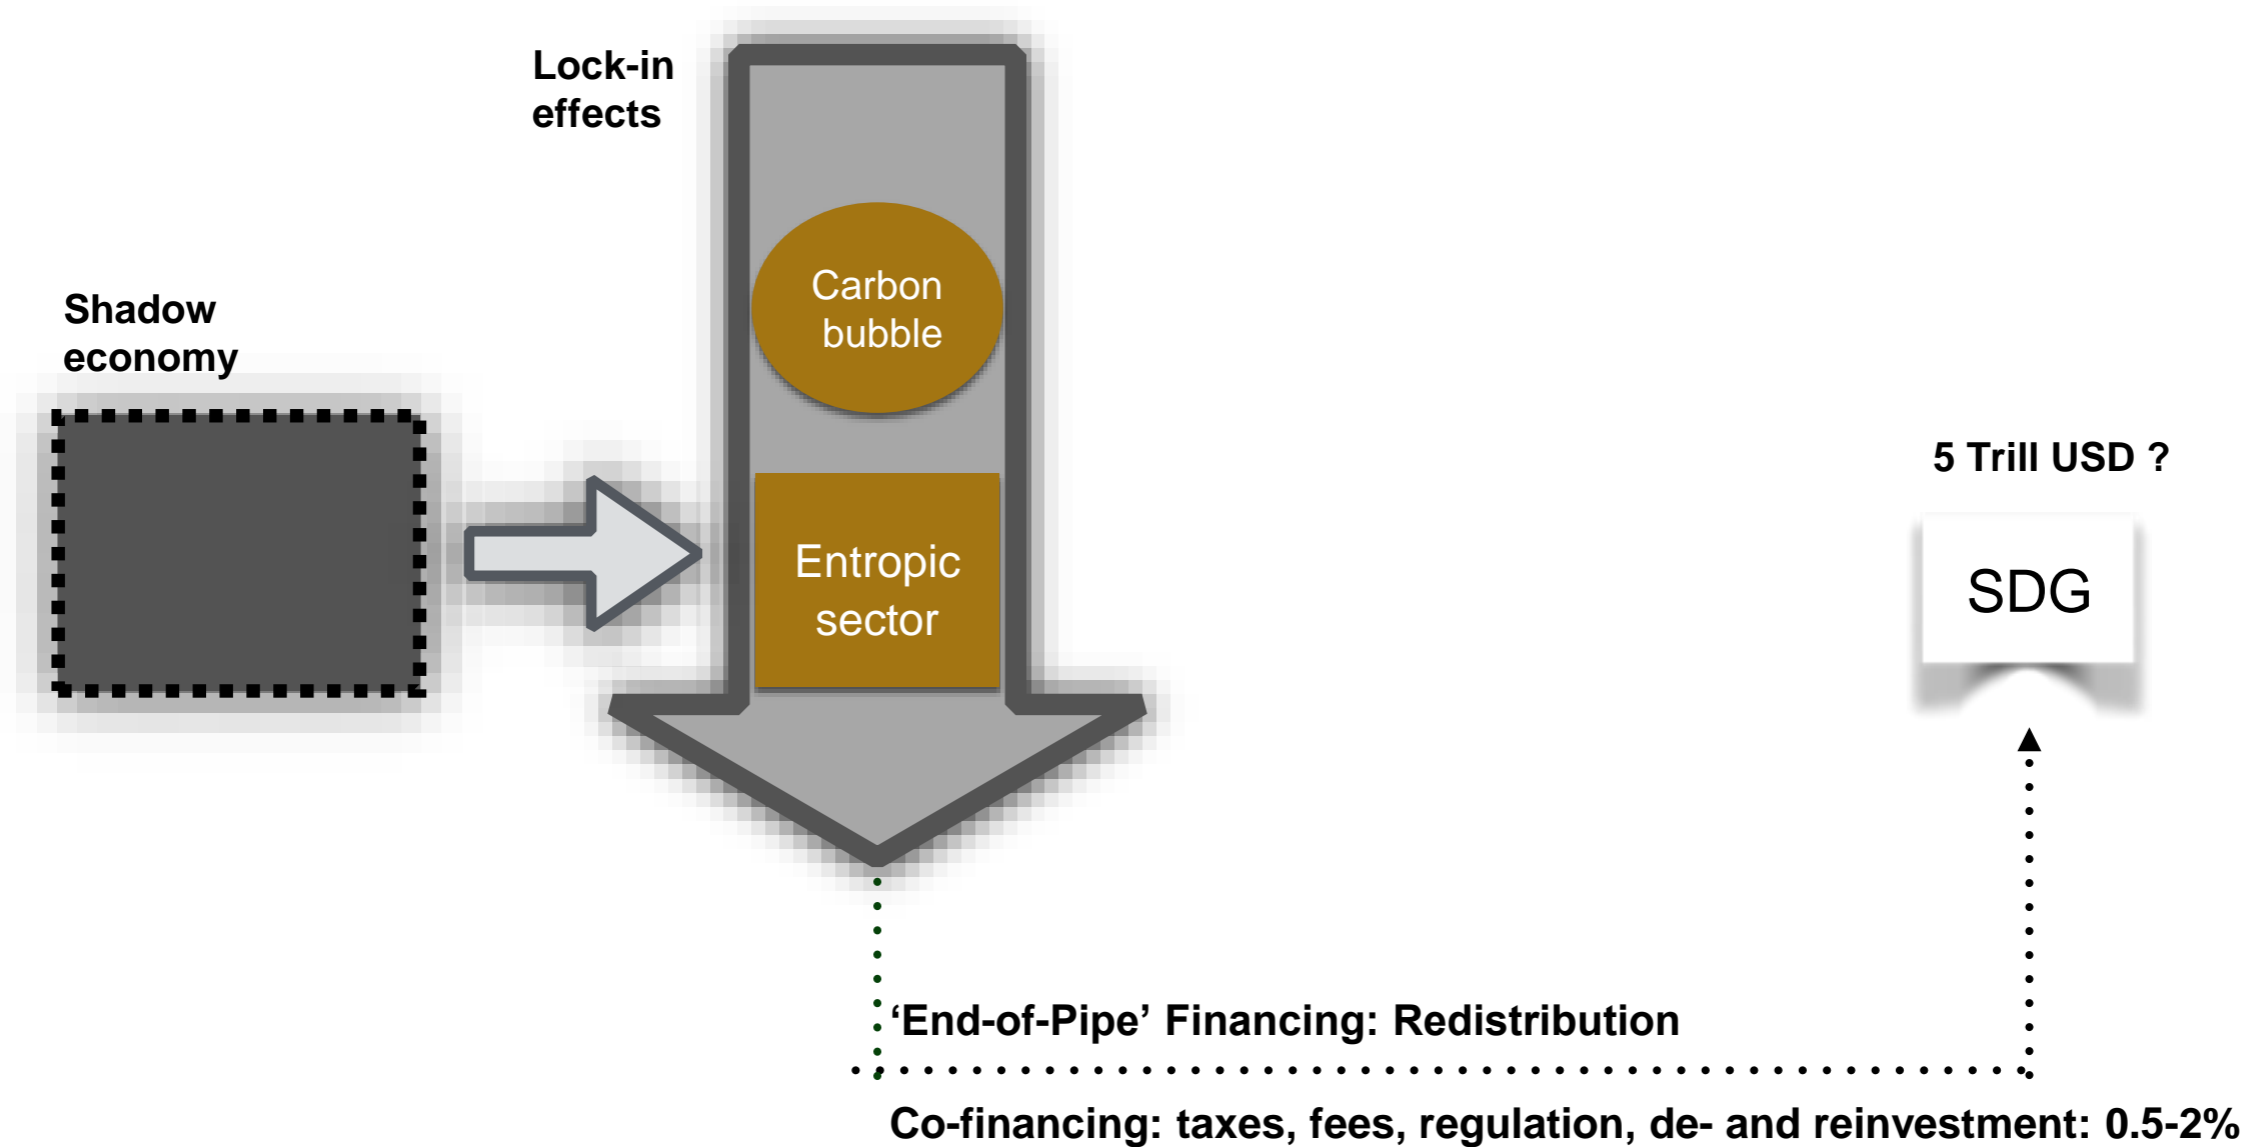 Lock-in
effects
Carbon
bubble
Shadow
economy
5 Trill USD ?
Entropic
sector
SDG
‘End-of-Pipe’ Financing: Redistribution
Co-financing: taxes, fees, regulation, de- and reinvestment: 0.5-2%